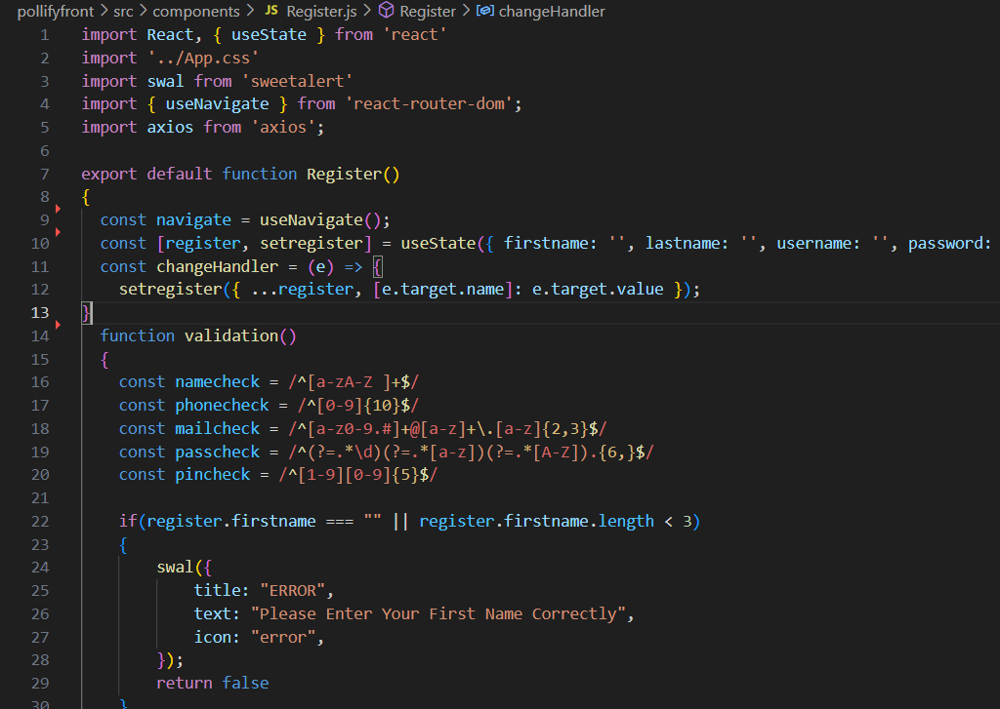 pollifyfront > src > components > JS Register.js > Register > changeHandler
1 import React, { useState } from 'react'
2 import '../App.css'
3 import swal from 'sweetalert'
4 import { useNavigate } from 'react-router-dom';
5 import axios from 'axios';
6
7 export default function Register()
8 {
9 const navigate = useNavigate();
10 const [register, setregister] = useState({ firstname: '', lastname: '', username: '', password:
11 const changeHandler = (e) => {
12 setregister({ ...register, [e.target.name]: e.target.value });
13 }
14 function validation()
15 {
16 const namecheck = /^[a-zA-Z ]+$/
17 const phonecheck = /^[0-9]{10}$/
18 const mailcheck = /^[a-z0-9.#]+@[a-z]+\.[a-z]{2,3}$/
19 const passcheck = /^(?=.*\d)(?=.*[a-z])(?=.*[A-Z]).{6,}$/
20 const pincheck = /^[1-9][0-9]{5}$/
21
22 if(register.firstname === "" || register.firstname.length < 3)
23 {
24 swal({
25 title: "ERROR",
26 text: "Please Enter Your First Name Correctly",
27 icon: "error",
28 });
29 return false
30 }